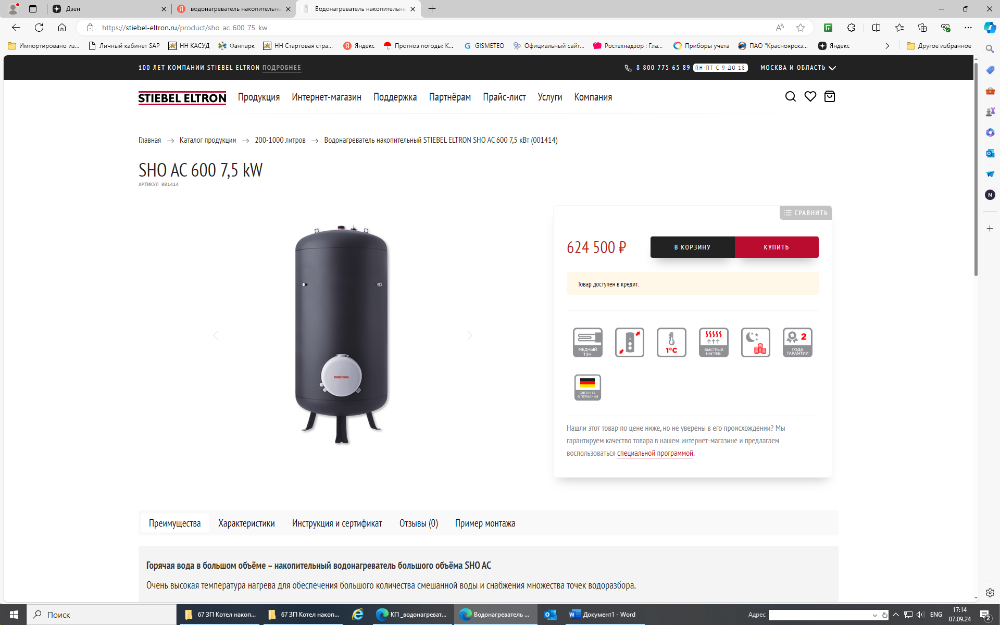 Дзен
водонагреватель накопительнь
Водонагреватель накопительнь
https://stiebel-eltron.ru/product/sho_ac_600_75_kw
Импортировано из...
Личный кабинет SAP
НН КАСУД
Фанпарк
НН Стартовая стра...
Яндекс
Прогноз погоды: К...
GISMETEO
Официальный сайт...
Ростехнадзор : Гла...
Приборы учета
ПАО "Красноярскэ...
Яндекс
Другое избранное
100 ЛЕТ КОМПАНИИ STIEBEL ELTRON ПОДРОБНЕЕ
8 800 775 65 89 ПН-ПТ С 9 ДО 18
МОСКВА И ОБЛАСТЬ
STIEBEL ELTRON
Продукция
Интернет-магазин
Поддержка
Партнёрам
Прайс-лист
Услуги
Компания
Главная → Каталог продукции → 200-1000 литров → Водонагреватель накопительный STIEBEL ELTRON SHO AC 600 7,5 кВт (001414)
SHO AC 600 7,5 kW
АРТИКУЛ 001414
СРАВНИТЬ
624 500 ₽
В КОРЗИНУ
КУПИТЬ
Товар доступен в кредит.
МЕДНЫЙ
ТЭН
1°C
БЫСТРЫЙ
НАГРЕВ
2
ГОДА
ГАРАНТИИ
СДЕЛАНО
В ГЕРМАНИИ
STIEBEL ELTRON
Нашли этот товар по цене ниже, но не уверены в его происхождении? Мы
гарантируем качество товара в нашем интернет-магазине и предлагаем
воспользоваться специальной программой.
Преимущества
Характеристики
Инструкция и сертификат
Отзывы (0)
Пример монтажа
Горячая вода в большом объёме – накопительный водонагреватель большого объёма SHO AC
Очень высокая температура нагрева для обеспечения большого количества смешанной воды и снабжения множества точек водоразбора.
Поиск
67 ЗП Котел накоп...
67 ЗП Котел накоп...
КП _водонагреват...
Водонагреватель ...
Документ1 - Word
Адрес
ENG
17:14
07.09.24
2